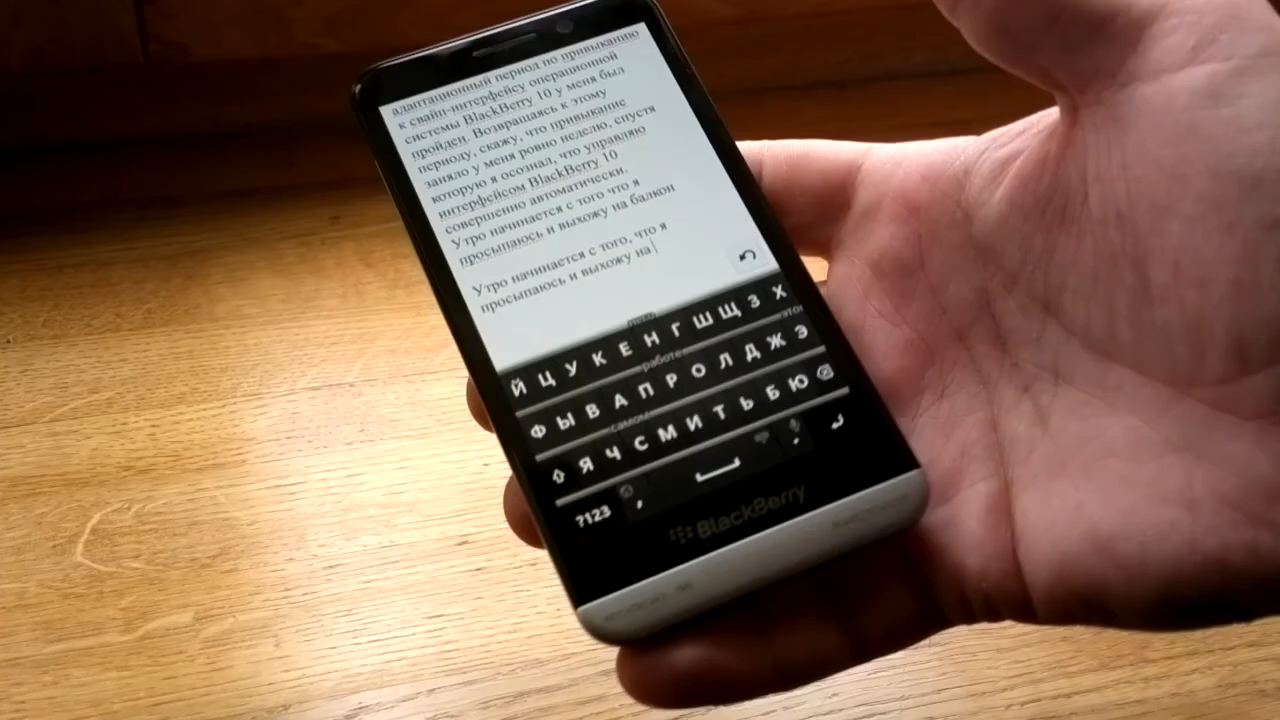 адаптационный период по привыканию
к свайп-интерфейсу операционной
системы BlackBerry 10 у меня был
пройден. Возвращаясь к этому
периоду, скажу, что привыкание
заняло у меня ровно неделю, спустя
которую я осознал, что управляю
интерфейсом BlackBerry 10
совершенно автоматически.
Утро начинается с того что я
просыпаюсь и выхожу на балкон
Утро начинается с того, что я
просыпаюсь и выхожу на
Й Ц У К Е Н Г Ш Щ З Х
работе
Ф Ы В А П Р О Л Д Ж Э
самом
Я Ч С М И Т Ь Б Ю
?123 , .
BlackBerry